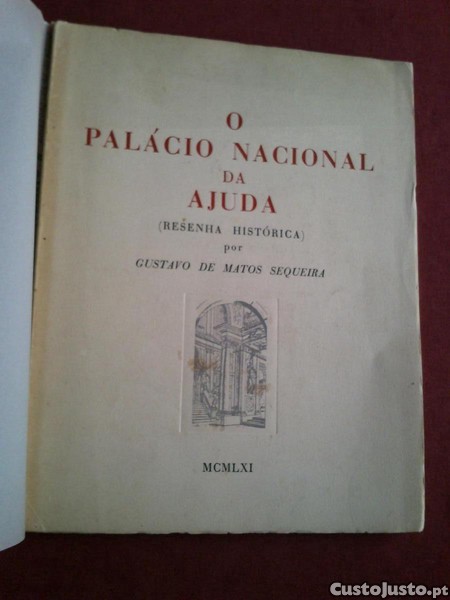 O
PALÁCIO NACIONAL
DA
AJUDA
(RESENHA HISTÓRICA)
por
GUSTAVO DE MATOS SEQUEIRA
MCMLXI
CustoJusto.pt